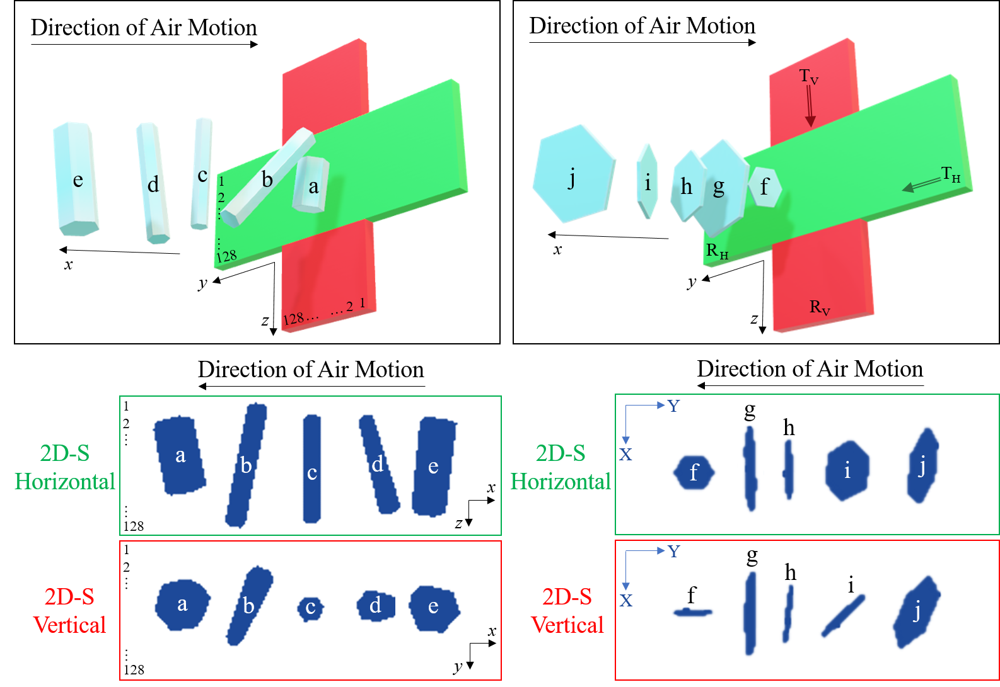 Direction of Air Motion
e
d
c
b
a
1
2
⋮
⋮
128
x
y
z
128 ... ... 2 1
Direction of Air Motion
T_V
T_H
j
i
h
g
f
x
R_H
y
z
R_V
Direction of Air Motion
2D-S
Horizontal
1
2
⋮
⋮
128
a
b
c
d
e
x
z
2D-S
Vertical
1
2
⋮
⋮
128
a
b
c
d
e
x
y
Direction of Air Motion
2D-S
Horizontal
Y
X
f
g
h
i
j
2D-S
Vertical
Y
X
f
g
h
i
j